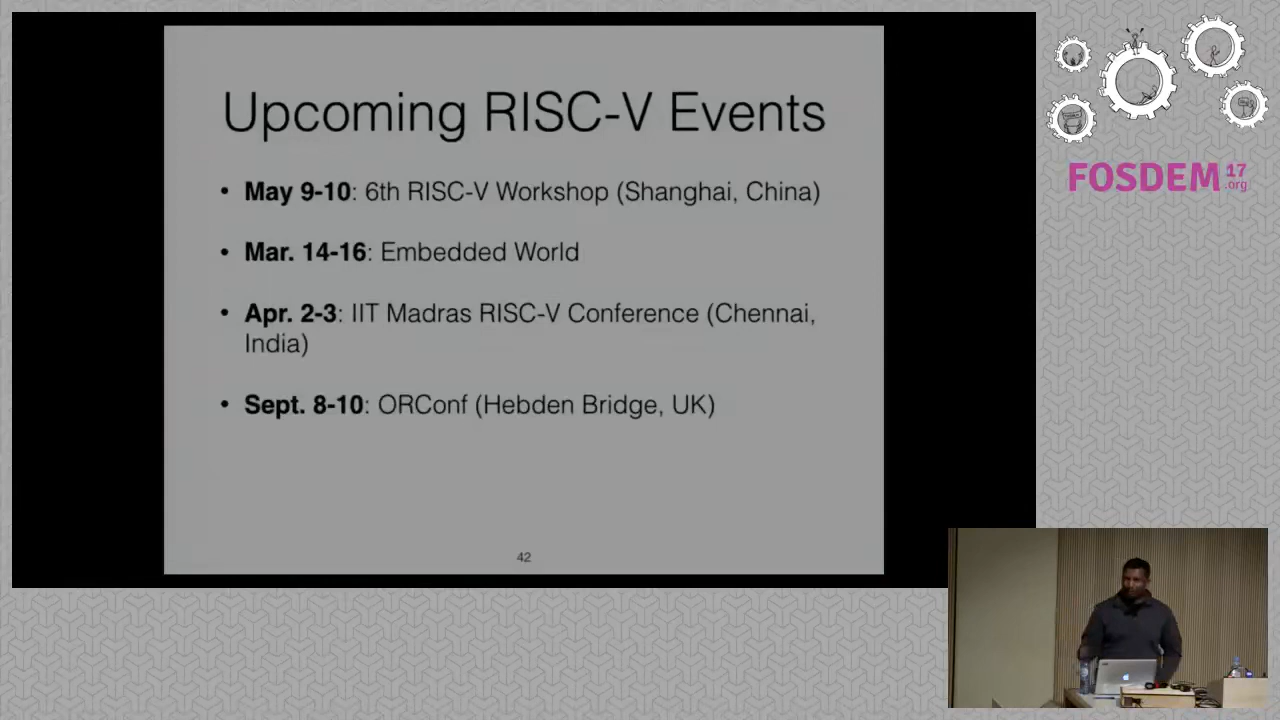 Upcoming RISC-V Events
• May 9-10: 6th RISC-V Workshop (Shanghai, China)
• Mar. 14-16: Embedded World
• Apr. 2-3: IIT Madras RISC-V Conference (Chennai,
India)
• Sept. 8-10: ORConf (Hebden Bridge, UK)
42
FOSDEM 17
.org